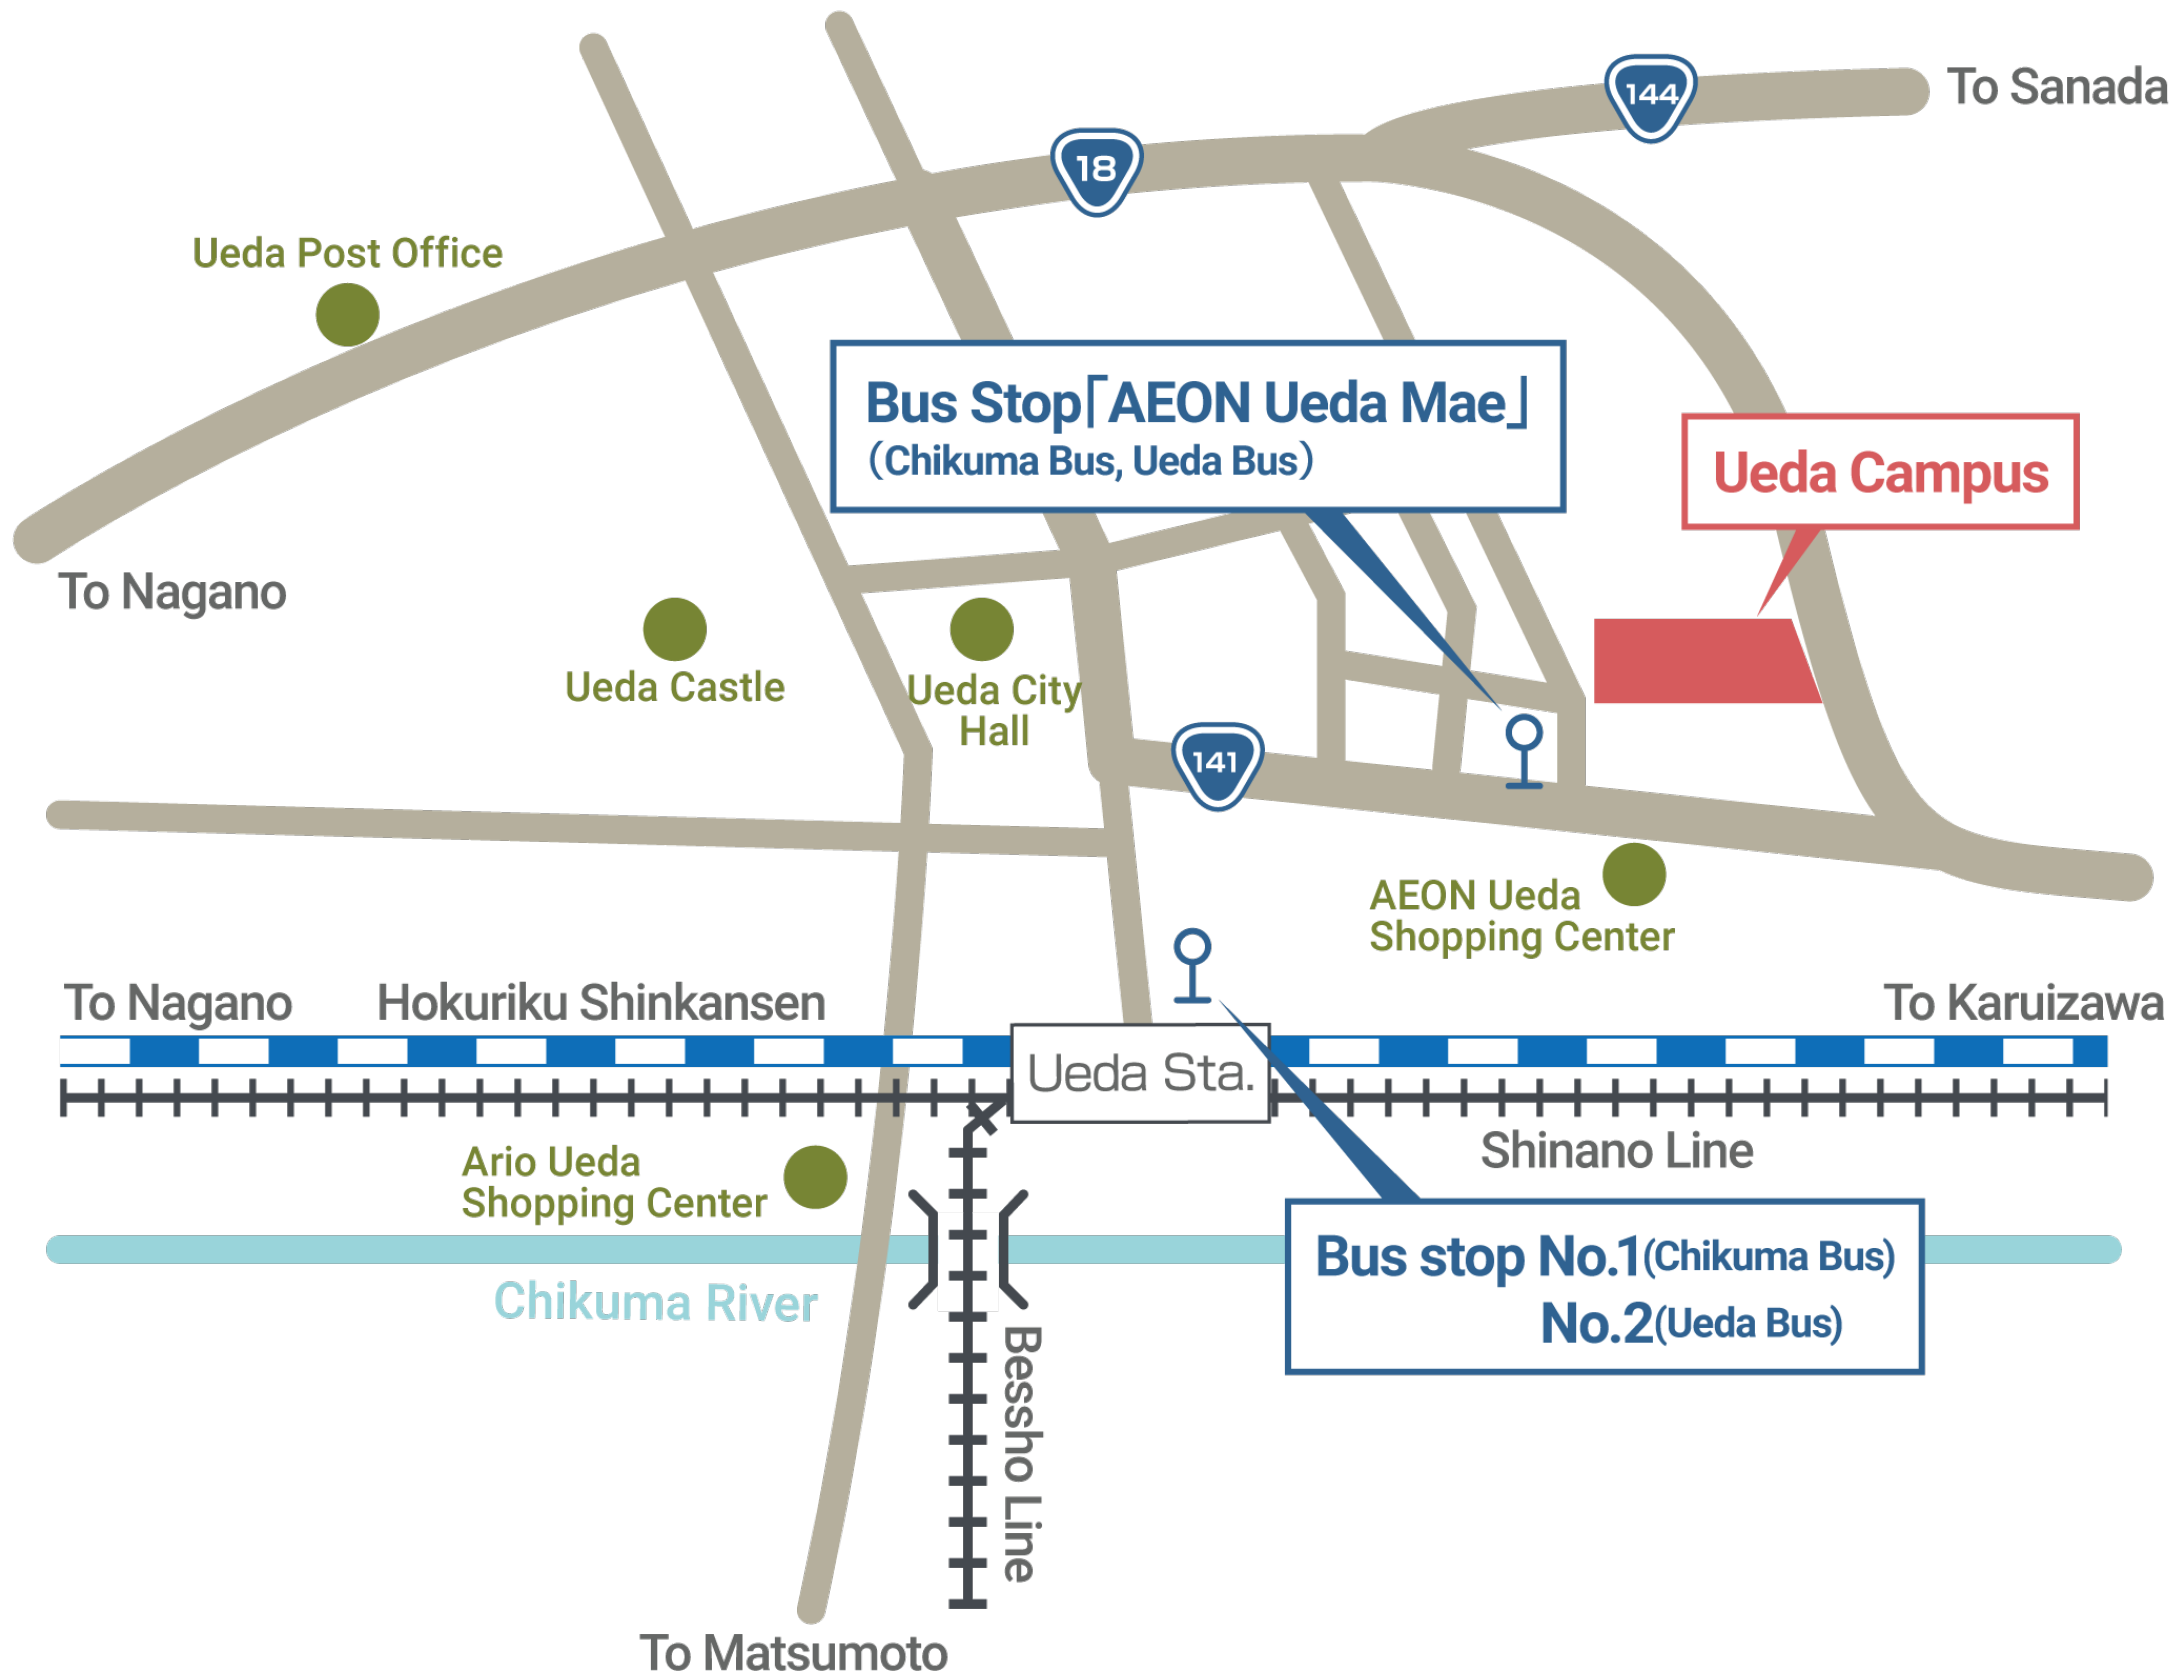 144
To Sanada
18
Ueda Post Office
Bus Stop「AEON Ueda Mae」
(Chikuma Bus, Ueda Bus)
Ueda Campus
To Nagano
Ueda Castle
Ueda City
Hall
141
AEON Ueda
Shopping Center
To Nagano
Hokuriku Shinkansen
To Karuizawa
Ueda Sta.
Shinano Line
Ario Ueda
Shopping Center
Bus stop No.1(Chikuma Bus)
No.2(Ueda Bus)
Chikuma River
Bessho Line
To Matsumoto